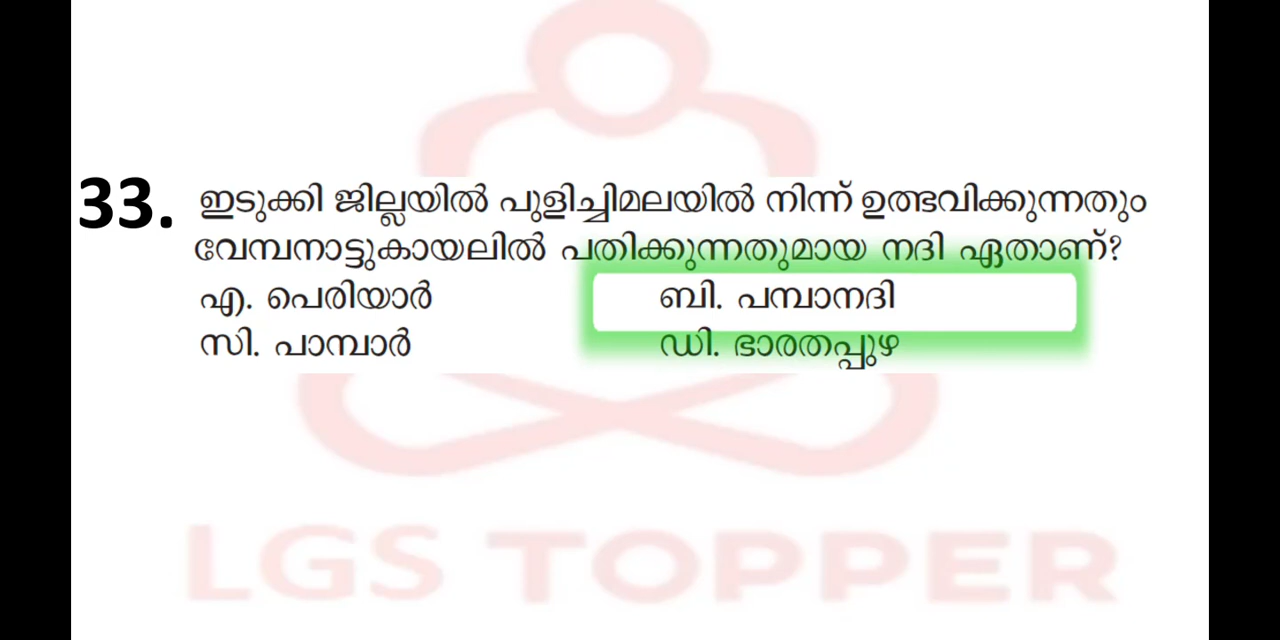 33. ഇടുക്കി ജില്ലയിൽ പുളിച്ചിമലയിൽ നിന്ന് ഉത്ഭവിക്കുന്നതും
വേമ്പനാട്ടുകായലിൽ പതിക്കുന്നതുമായ നദി ഏതാണ്?
എ. പെരിയാർ ബി. പമ്പാനദി
സി. പാമ്പാർ ഡി. ഭാരതപ്പുഴ
LGS TOPPER